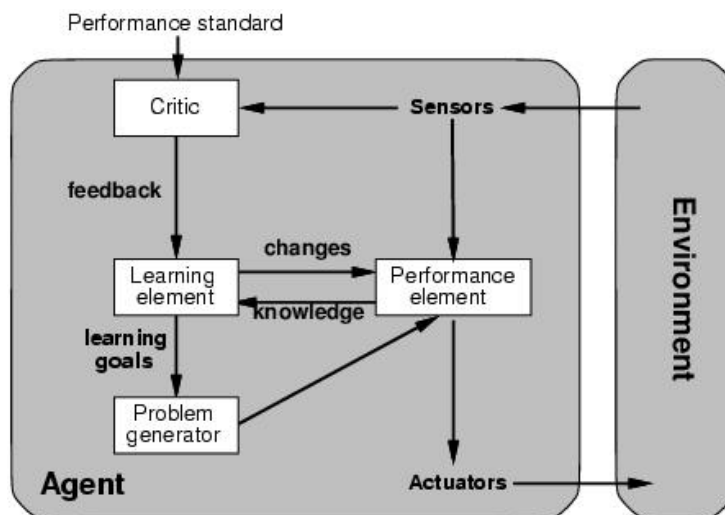 Performance standard
Critic
Sensors
feedback
changes
Learning
element
Performance
element
knowledge
learning
goals
Problem
generator
Agent
Actuators
Environment